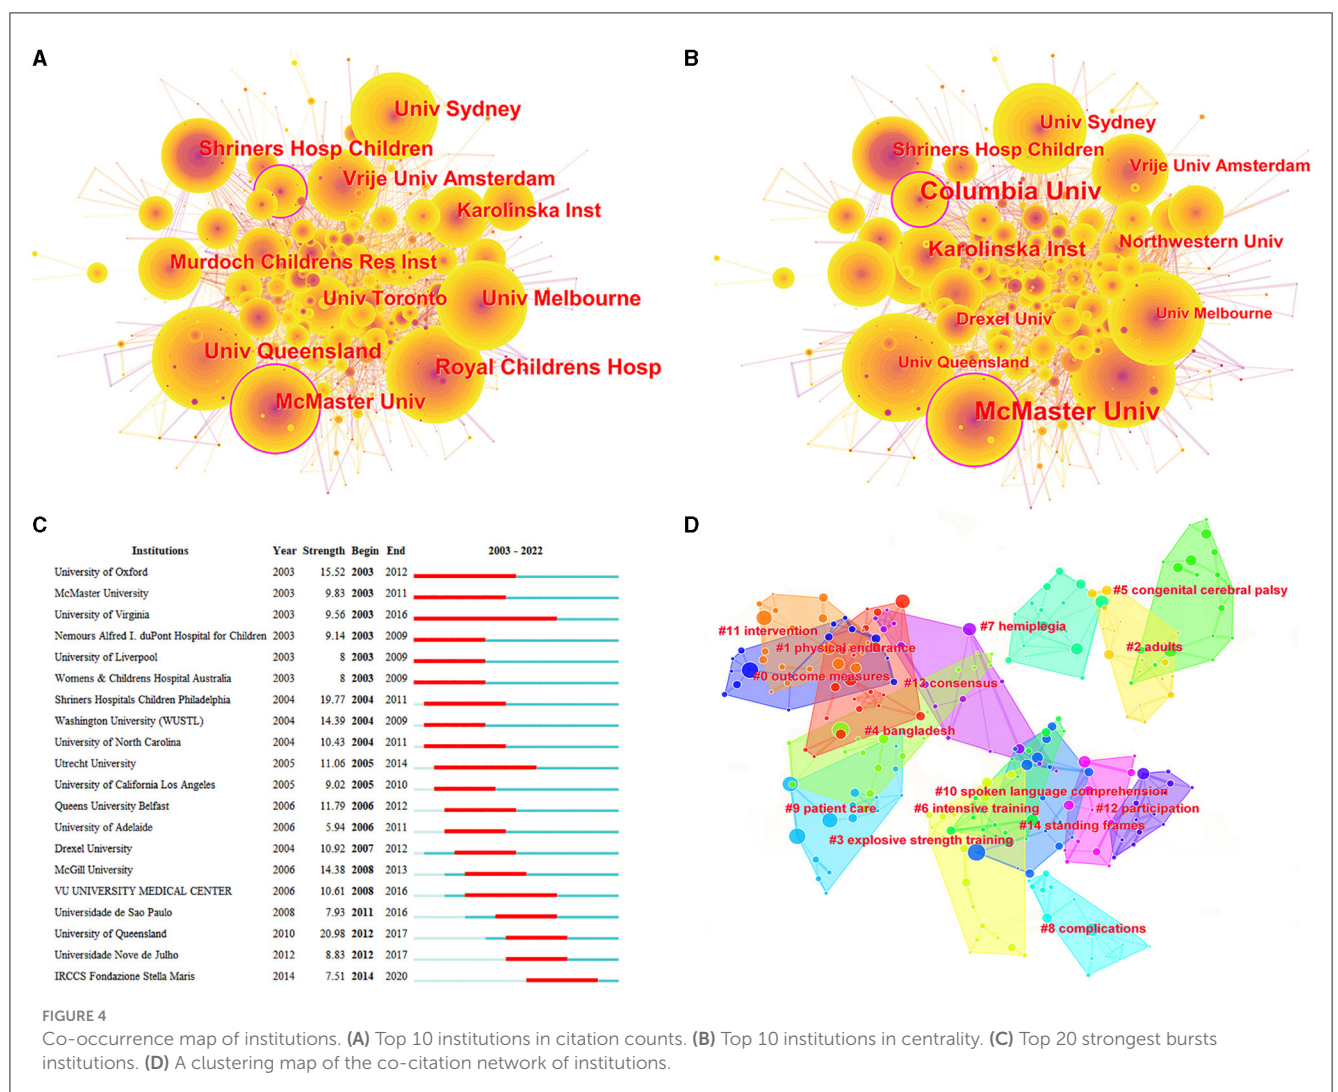 A
Univ Sydney
Shriners Hosp Children
Vrije Univ Amsterdam
Karolinska Inst
Murdoch Childrens Res Inst
Univ Toronto
Univ Melbourne
Univ Queensland
Royal Childrens Hosp
McMaster Univ
B
Univ Sydney
Shriners Hosp Children
Vrije Univ Amsterdam
Columbia Univ
Northwestern Univ
Karolinska Inst
Univ Melbourne
Drexel Univ
Univ Queensland
McMaster Univ
C
Institutions Year Strength Begin End 2003 - 2022
University of Oxford 2003 15.52 2003 2012
McMaster University 2003 9.83 2003 2011
University of Virginia 2003 9.56 2003 2016
Nemours Alfred I. duPont Hospital for Children 2003 9.14 2003 2009
University of Liverpool 2003 8 2003 2009
Womens & Childrens Hospital Australia 2003 8 2003 2009
Shriners Hospitals Children Philadelphia 2004 19.77 2004 2011
Washington University (WUSTL) 2004 14.39 2004 2009
University of North Carolina 2004 10.43 2004 2011
Utrecht University 2005 11.06 2005 2014
University of California Los Angeles 2005 9.02 2005 2010
Queens University Belfast 2006 11.79 2006 2012
University of Adelaide 2006 5.94 2006 2011
Drexel University 2004 10.92 2007 2012
McGill University 2006 14.38 2008 2013
VU UNIVERSITY MEDICAL CENTER 2006 10.61 2008 2016
Universidade de Sao Paulo 2008 7.93 2011 2016
University of Queensland 2010 20.98 2012 2017
Universidade Nove de Julho 2012 8.83 2012 2017
IRCCS Fondazione Stella Maris 2014 7.51 2014 2020
D
#5 congenital cerebral palsy
#11 intervention
#7 hemiplegia
#1 physical endurance
#2 adults
#0 outcome measures
#13 consensus
#4 bangladesh
#10 spoken language comprehension
#9 patient care
#6 intensive training
#12 participation
#14 standing frames
#3 explosive strength training
#8 complications
FIGURE 4
Co-occurrence map of institutions. (A) Top 10 institutions in citation counts. (B) Top 10 institutions in centrality. (C) Top 20 strongest bursts
institutions. (D) A clustering map of the co-citation network of institutions.